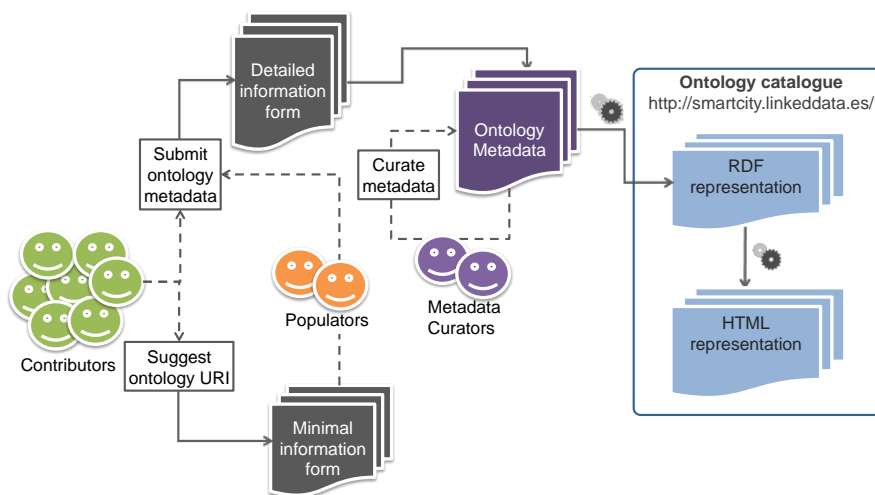 Detailed
information
form
Ontology catalogue
http://smartcity.linkeddata.es/
Ontology
Metadata
Submit
ontology
metadata
Curate
metadata
RDF
representation
Populators
Metadata
Curators
Contributors
Suggest
ontology URI
HTML
representation
Minimal
information
form